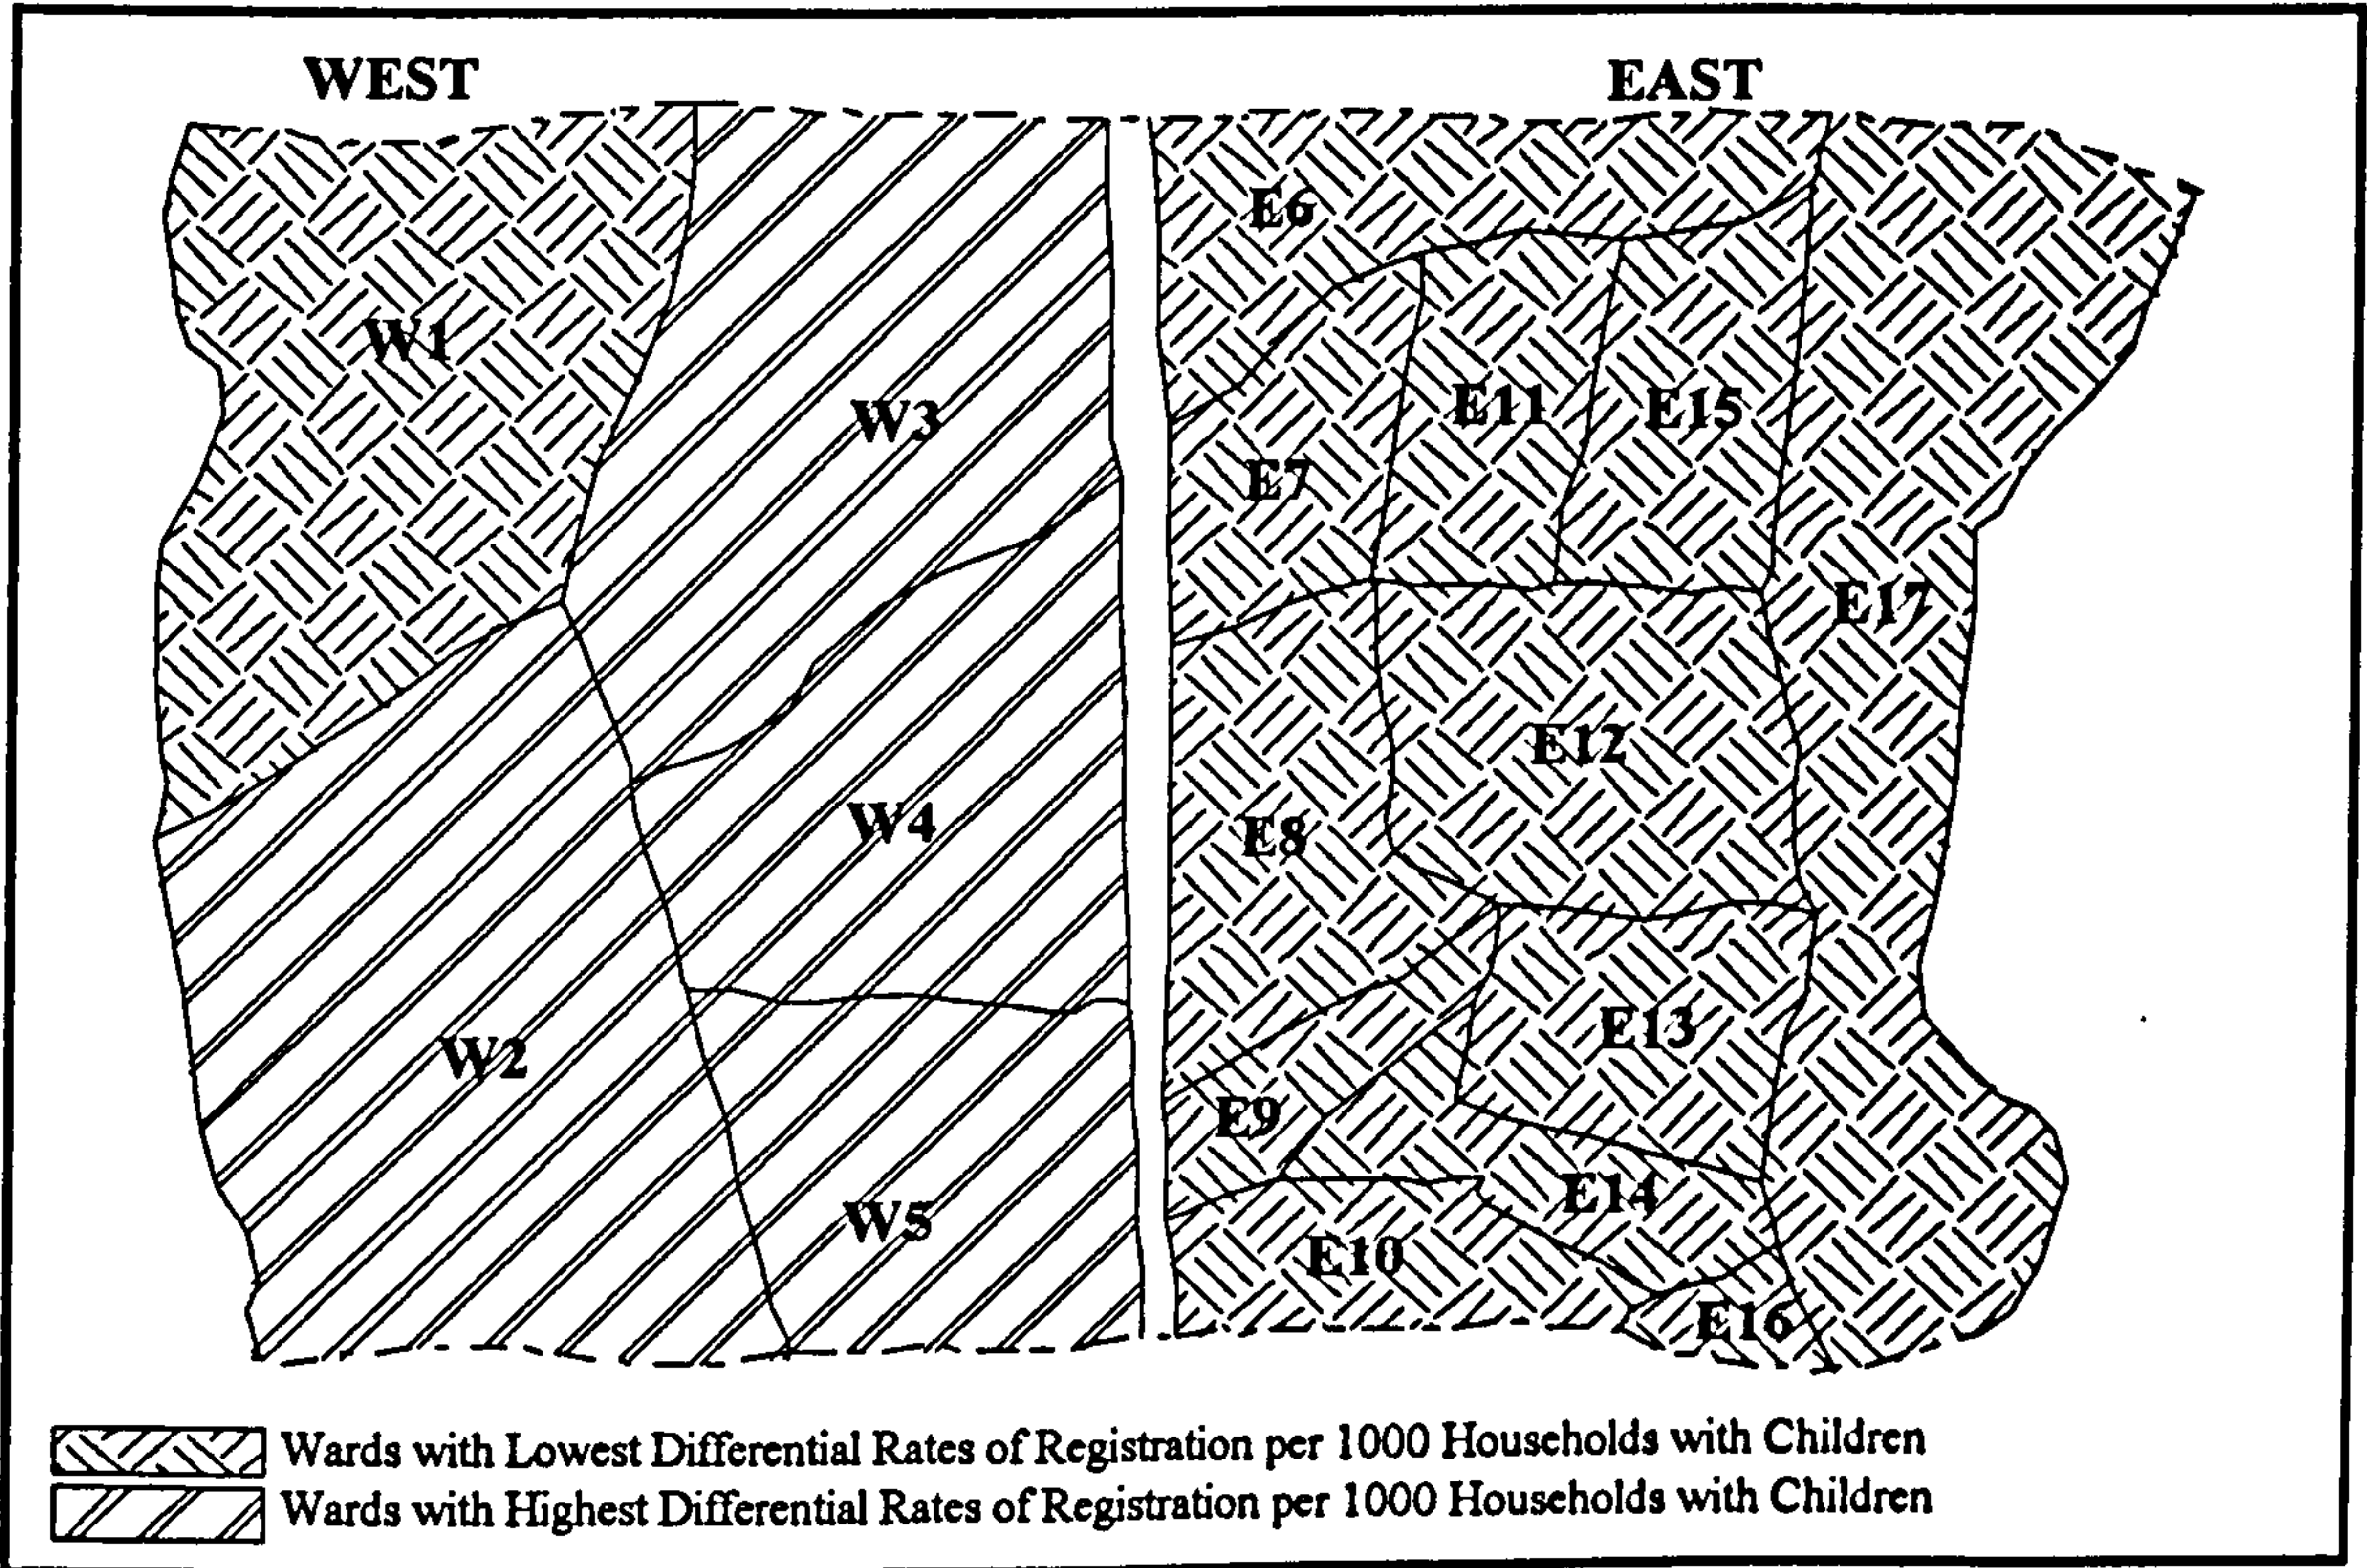 WEST
EAST
E6
W1
W3
E11
E15
E7
E17
E12
W4
E8
E13
W2
E9
E14
W5
E10
E16
Wards with Lowest Differential Rates of Registration per 1000 Households with Children
Wards with Highest Differential Rates of Registration per 1000 Households with Children